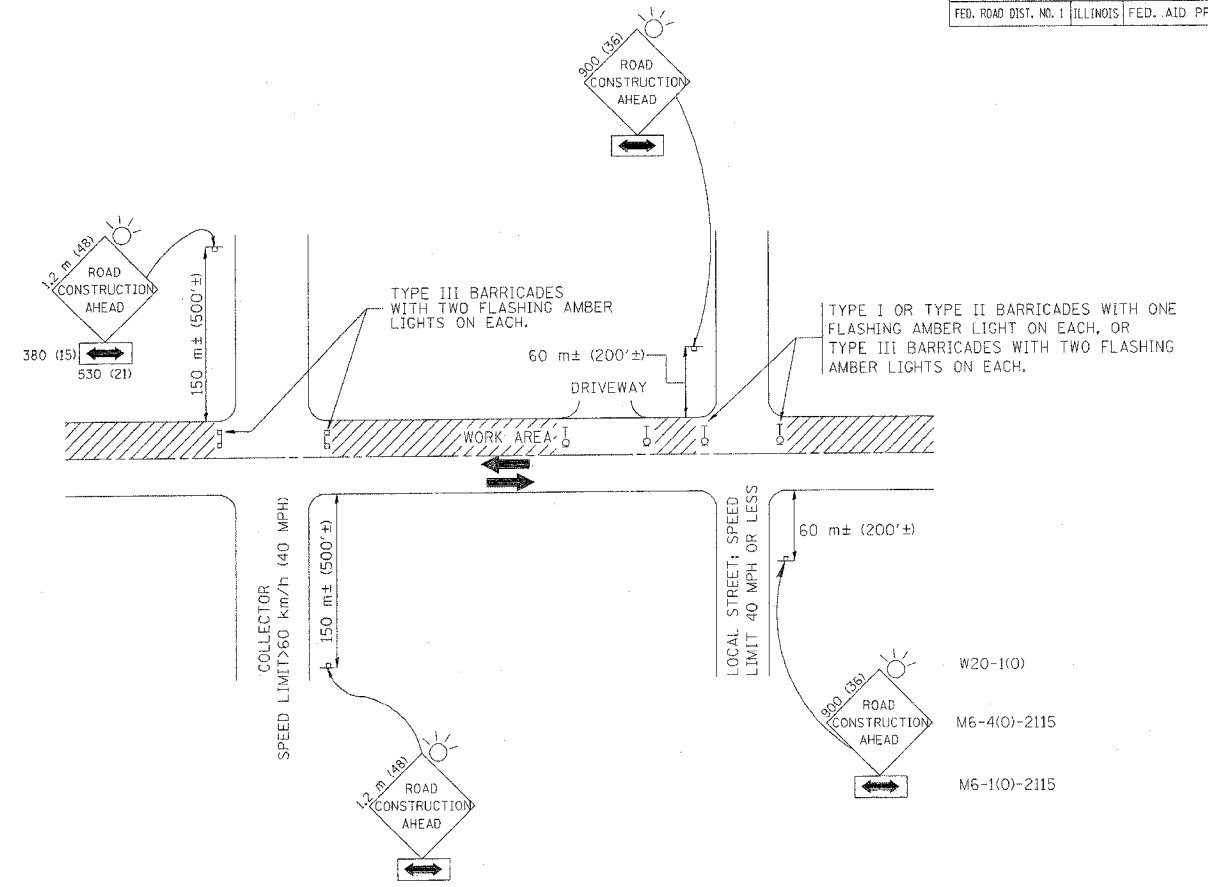 FED. ROAD DIST. NO. 1 ILLINOIS FED. AID
900 (36)
ROAD
CONSTRUCTION
AHEAD
1.2 m (48)
ROAD
CONSTRUCTION
AHEAD
380 (15)
530 (21)
150 m± (500'±)
TYPE III BARRICADES
WITH TWO FLASHING AMBER
LIGHTS ON EACH.
60 m± (200'±)
DRIVEWAY
TYPE I OR TYPE II BARRICADES WITH ONE
FLASHING AMBER LIGHT ON EACH, OR
TYPE III BARRICADES WITH TWO FLASHING
AMBER LIGHTS ON EACH.
WORK AREA
COLLECTOR
SPEED LIMIT>60 km/h (40 MPH)
150 m± (500'±)
LOCAL STREET; SPEED
LIMIT 40 MPH OR LESS
60 m± (200'±)
1.2 m (48)
ROAD
CONSTRUCTION
AHEAD
900 (36)
ROAD
CONSTRUCTION
AHEAD
W20-1(O)
M6-4(O)-2115
M6-1(O)-2115